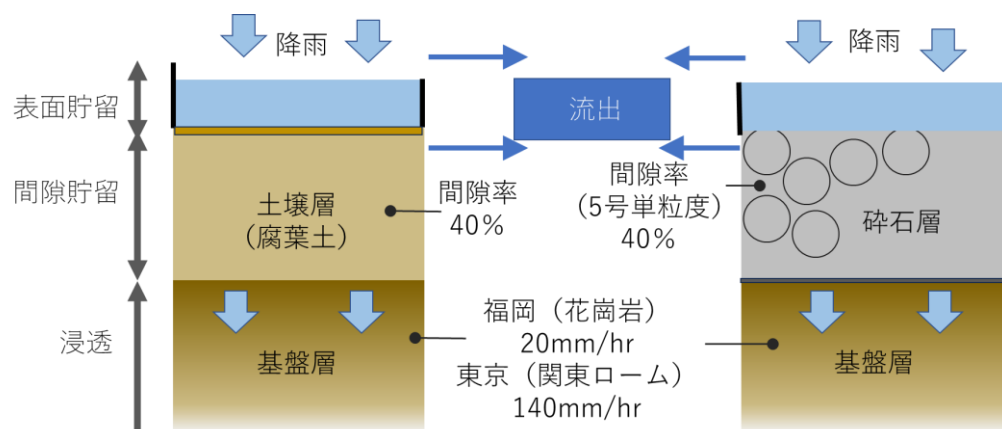 降雨
降雨
表面貯留
流出
間隙貯留
土壌層
(腐葉土)
間隙率
40%
間隙率
(5号単粒度)
40%
砕石層
浸透
基盤層
福岡（花崗岩）
20mm/hr
東京（関東ローム）
140mm/hr
基盤層